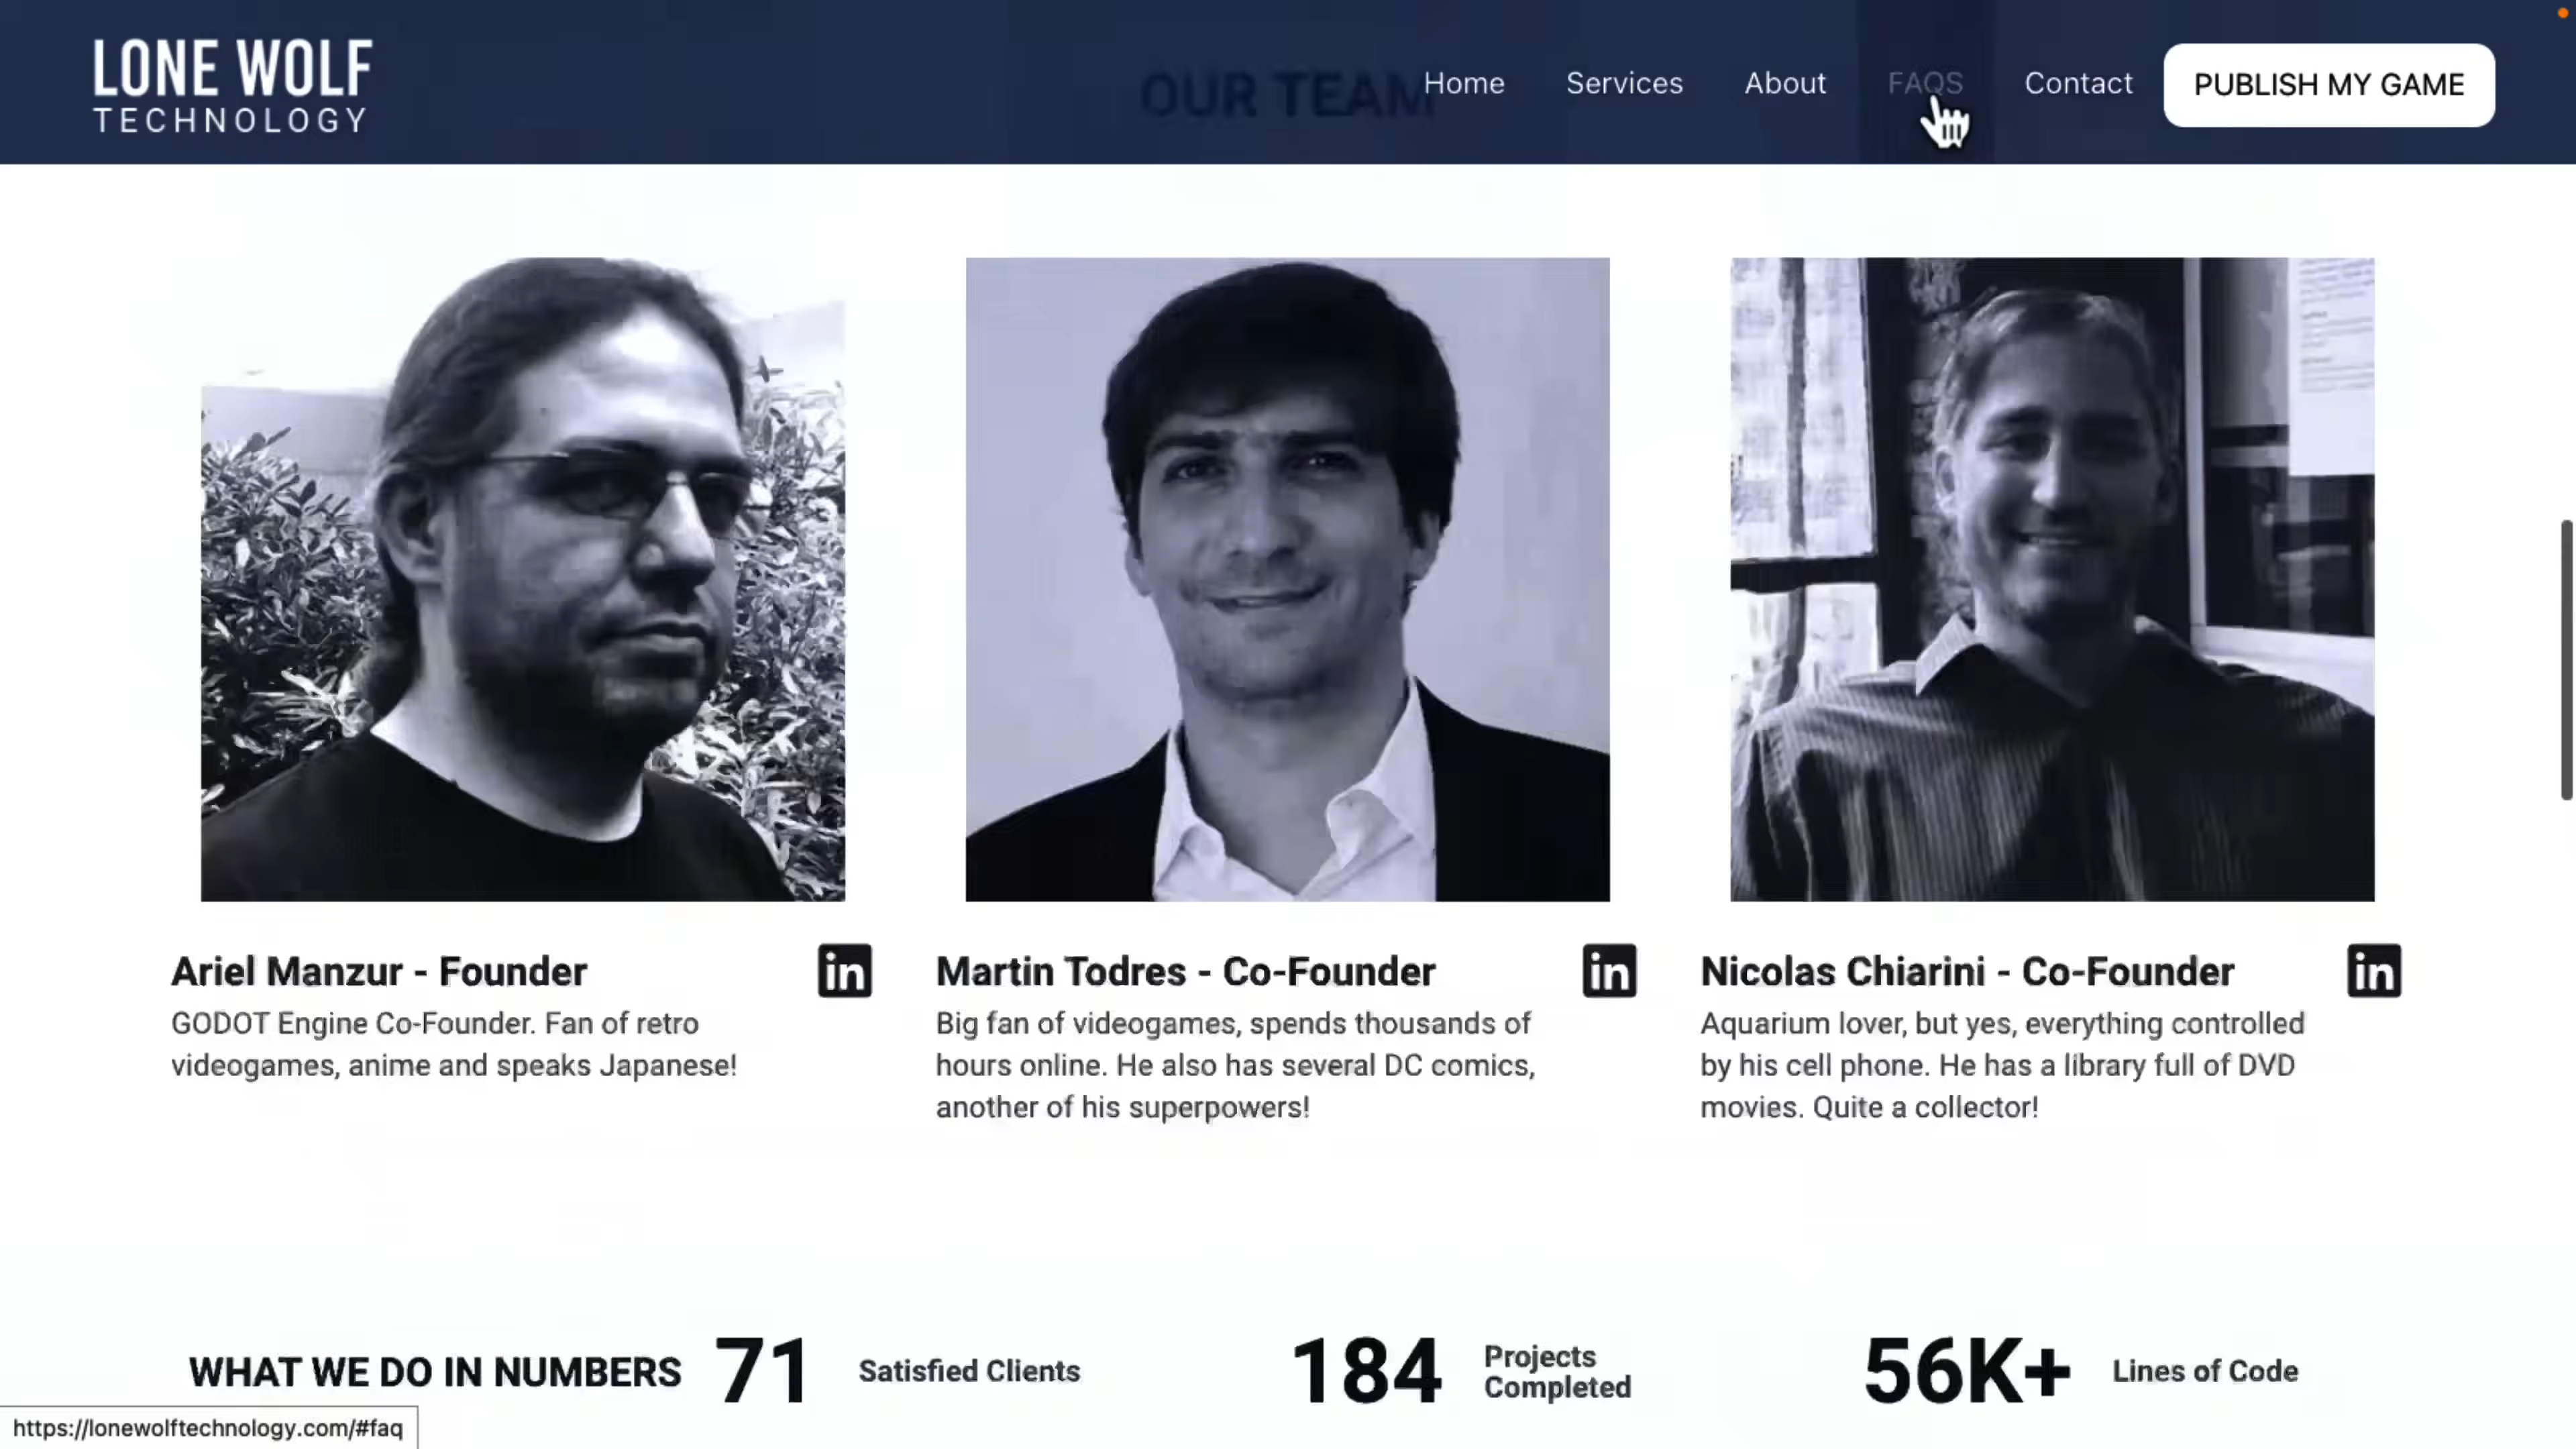 LONE WOLF
TECHNOLOGY
OUR TEAM
Home
Services
About
FAQS
Contact
PUBLISH MY GAME
Ariel Manzur - Founder
in
GODOT Engine Co-Founder. Fan of retro
videogames, anime and speaks Japanese!
Martin Todres - Co-Founder
in
Big fan of videogames, spends thousands of
hours online. He also has several DC comics,
another of his superpowers!
Nicolas Chiarini - Co-Founder
in
Aquarium lover, but yes, everything controlled
by his cell phone. He has a library full of DVD
movies. Quite a collector!
WHAT WE DO IN NUMBERS
71
Satisfied Clients
184
Projects
Completed
56K+
Lines of Code
https://lonewolftechnology.com/#faq